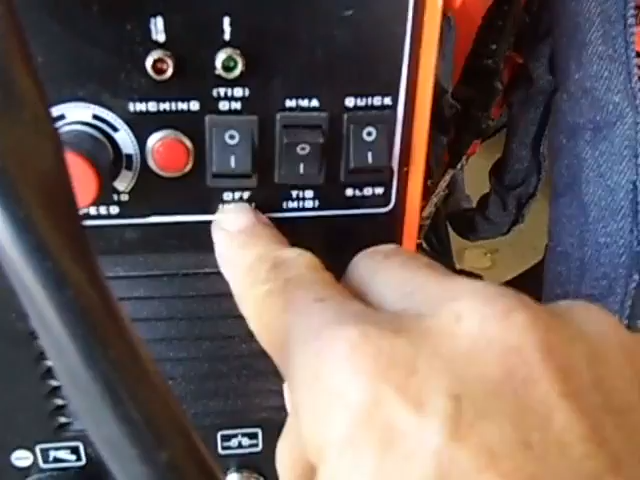 (TIG)
INCHING ON MMA QUICK
O O O
I I I
10
PEED OFF TIG SLOW
(MIG)